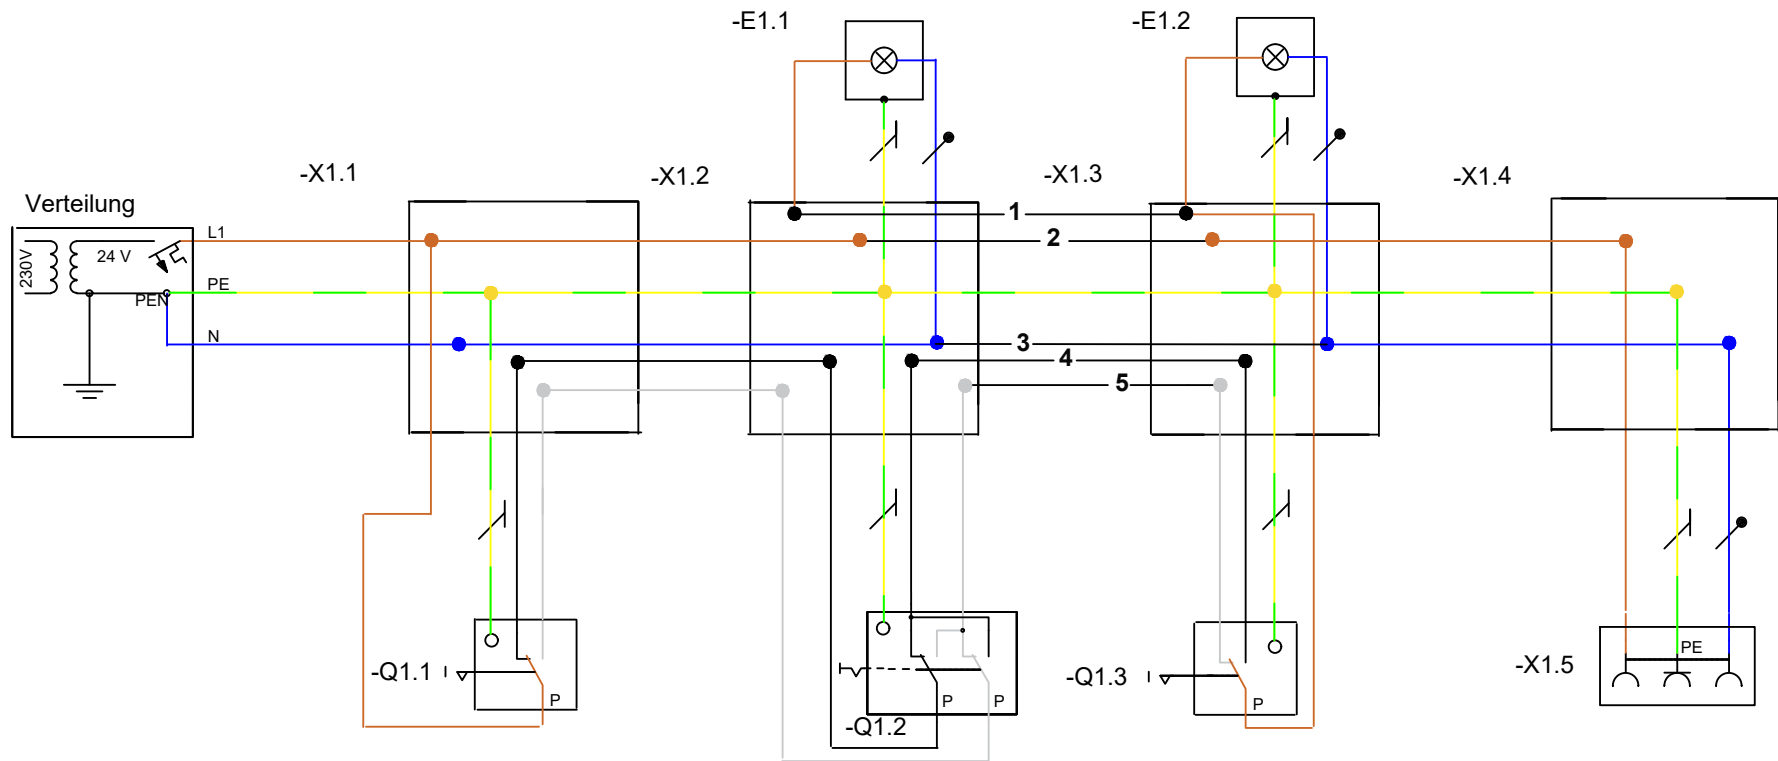 -E1.1
-E1.2
-X1.1
-X1.2
-X1.3
-X1.4
Verteilung
1
L1
2
230V
24 V
PE
PEN
N
3
4
5
-Q1.1
P
P
P
-Q1.2
-Q1.3
P
-X1.5
PE